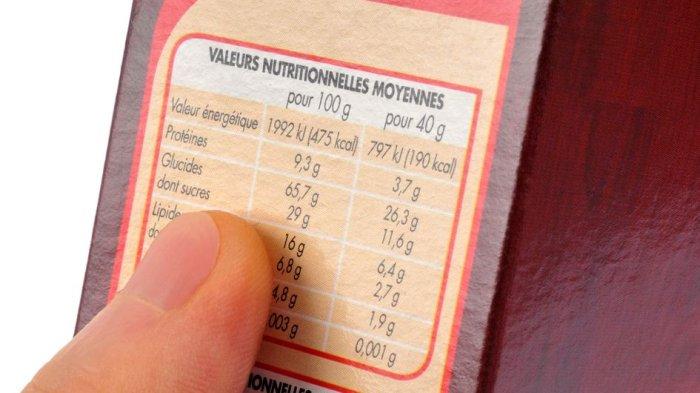 VALEURS NUTRITIONNELLES MOYENNES
pour 100 g pour 40 g
Valeur énergétique 1992 kJ (475 kcal) 797 kJ (190 kcal)
Protéines 9,3 g 3,7 g
Glucides 65,7 g 26,3 g
dont sucres 29 g 11,6 g
16 g 6,4 g
6,8 g 2,7 g
4,8 g 1,9 g
003 g 0,001 g